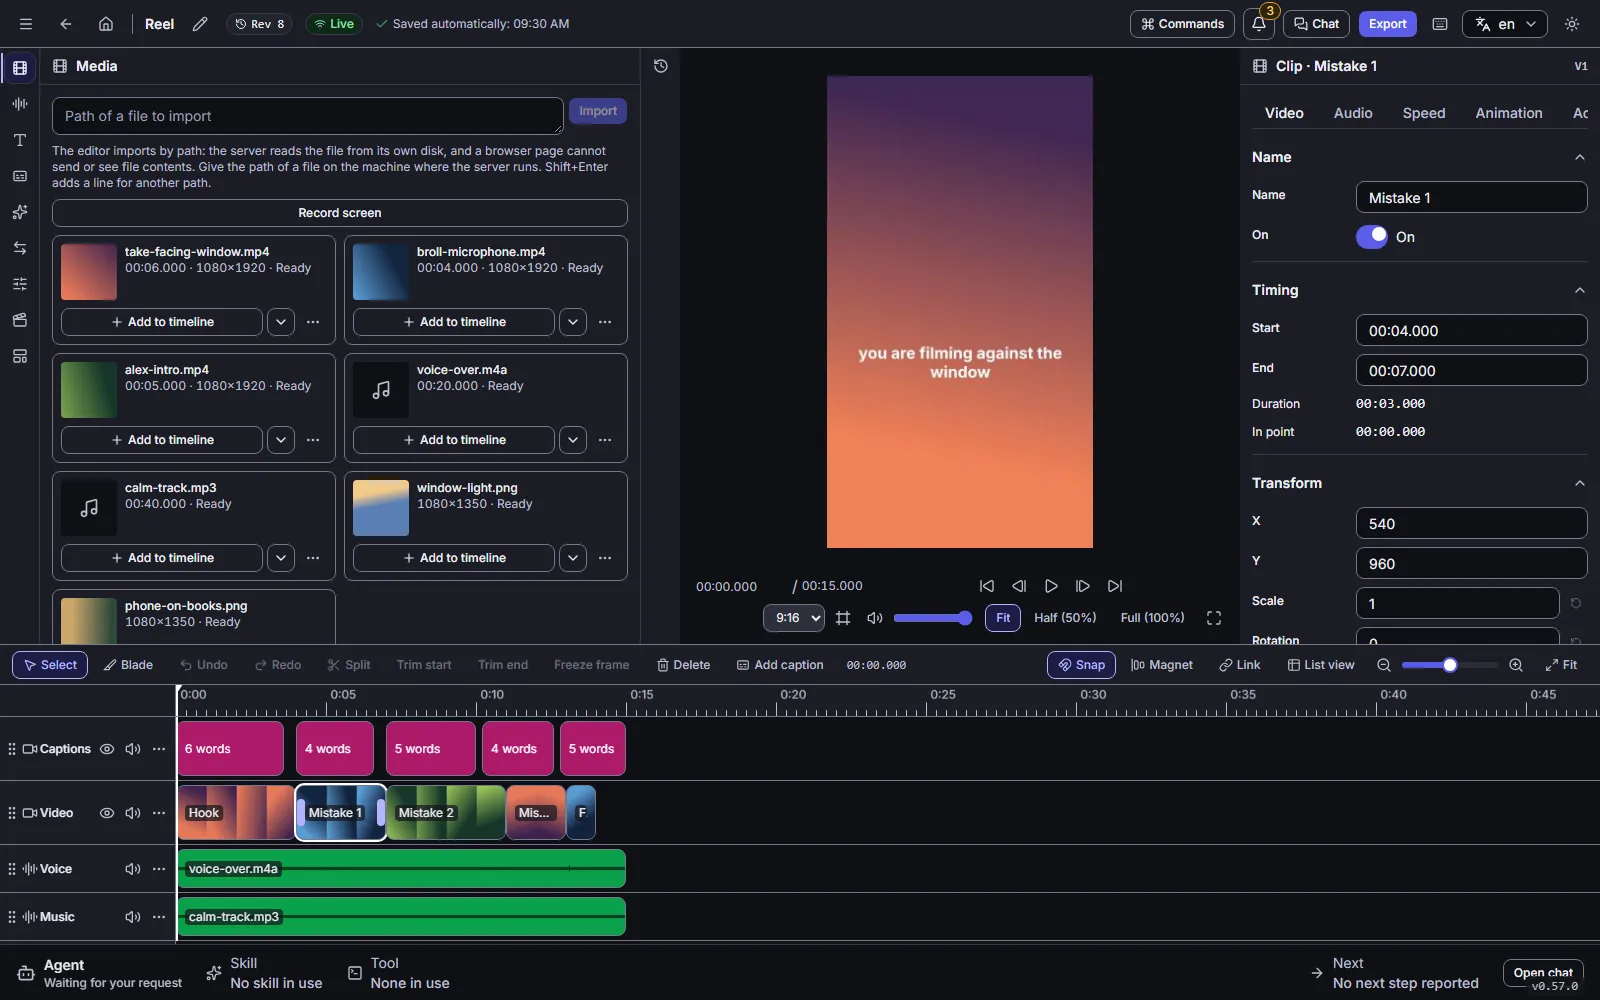 Reel
Rev 8
Live
Saved automatically: 09:30 AM
Commands
3
Chat
Export
en
Media
Path of a file to import
Import
The editor imports by path: the server reads the file from its own disk, and a browser page cannot
send or see file contents. Give the path of a file on the machine where the server runs. Shift+Enter
adds a line for another path.
Record screen
take-facing-window.mp4
00:06.000 · 1080×1920 · Ready
Add to timeline
broll-microphone.mp4
00:04.000 · 1080×1920 · Ready
Add to timeline
alex-intro.mp4
00:05.000 · 1080×1920 · Ready
Add to timeline
voice-over.m4a
00:20.000 · Ready
Add to timeline
calm-track.mp3
00:40.000 · Ready
Add to timeline
window-light.png
1080×1350 · Ready
Add to timeline
phone-on-books.png
1080×1350 · Ready
you are filming against the
window
00:00.000 / 00:15.000
9:16
Fit
Half (50%)
Full (100%)
Clip · Mistake 1
V1
Video Audio Speed Animation Ac
Name
Name
Mistake 1
On
On
Timing
Start
00:04.000
End
00:07.000
Duration
00:03.000
In point
00:00.000
Transform
X
540
Y
960
Scale
1
Rotation
0
Select
Blade
Undo
Redo
Split
Trim start
Trim end
Freeze frame
Delete
Add caption
00:00.000
Snap
Magnet
Link
List view
Fit
0:00 0:05 0:10 0:15 0:20 0:25 0:30 0:35 0:40 0:45
Captions
6 words
4 words
5 words
4 words
5 words
Video
Hook
Mistake 1
Mistake 2
Mis...
F
Voice
voice-over.m4a
Music
calm-track.mp3
Agent
Waiting for your request
Skill
No skill in use
Tool
None in use
Next
No next step reported
Open chat
v0.57.0